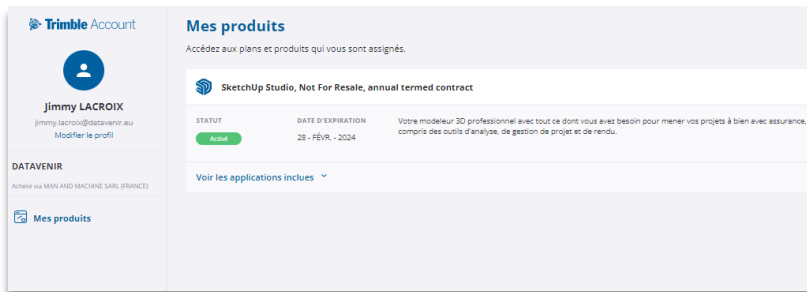 Trimble Account
Jimmy LACROIX
jimmy.lacroix@datavenir.eu
Modifier le profil
DATAVENIR
Acheté via MAN AND MACHINE SARL (FRANCE)
Mes produits
Mes produits
Accédez aux plans et produits qui vous sont assignés.
SketchUp Studio, Not For Resale, annual termed contract
STATUT
Activé
DATE D'EXPIRATION
28 - FÉVR. - 2024
Votre modeleur 3D professionnel avec tout ce dont vous avez besoin pour mener vos projets à bien avec assurance,
compris des outils d'analyse, de gestion de projet et de rendu.
Voir les applications inclues